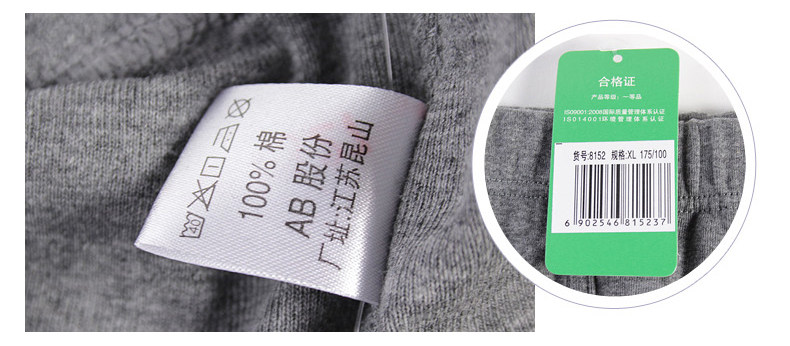 100% 棉
AB 股份
厂址:江苏昆山
40
合格证
产品等级: 一等品
ISO9001:2008国际质量管理体系认证
ISO14001环境管理体系认证
货号:8152 规格:XL 175/100
6 902546 815237